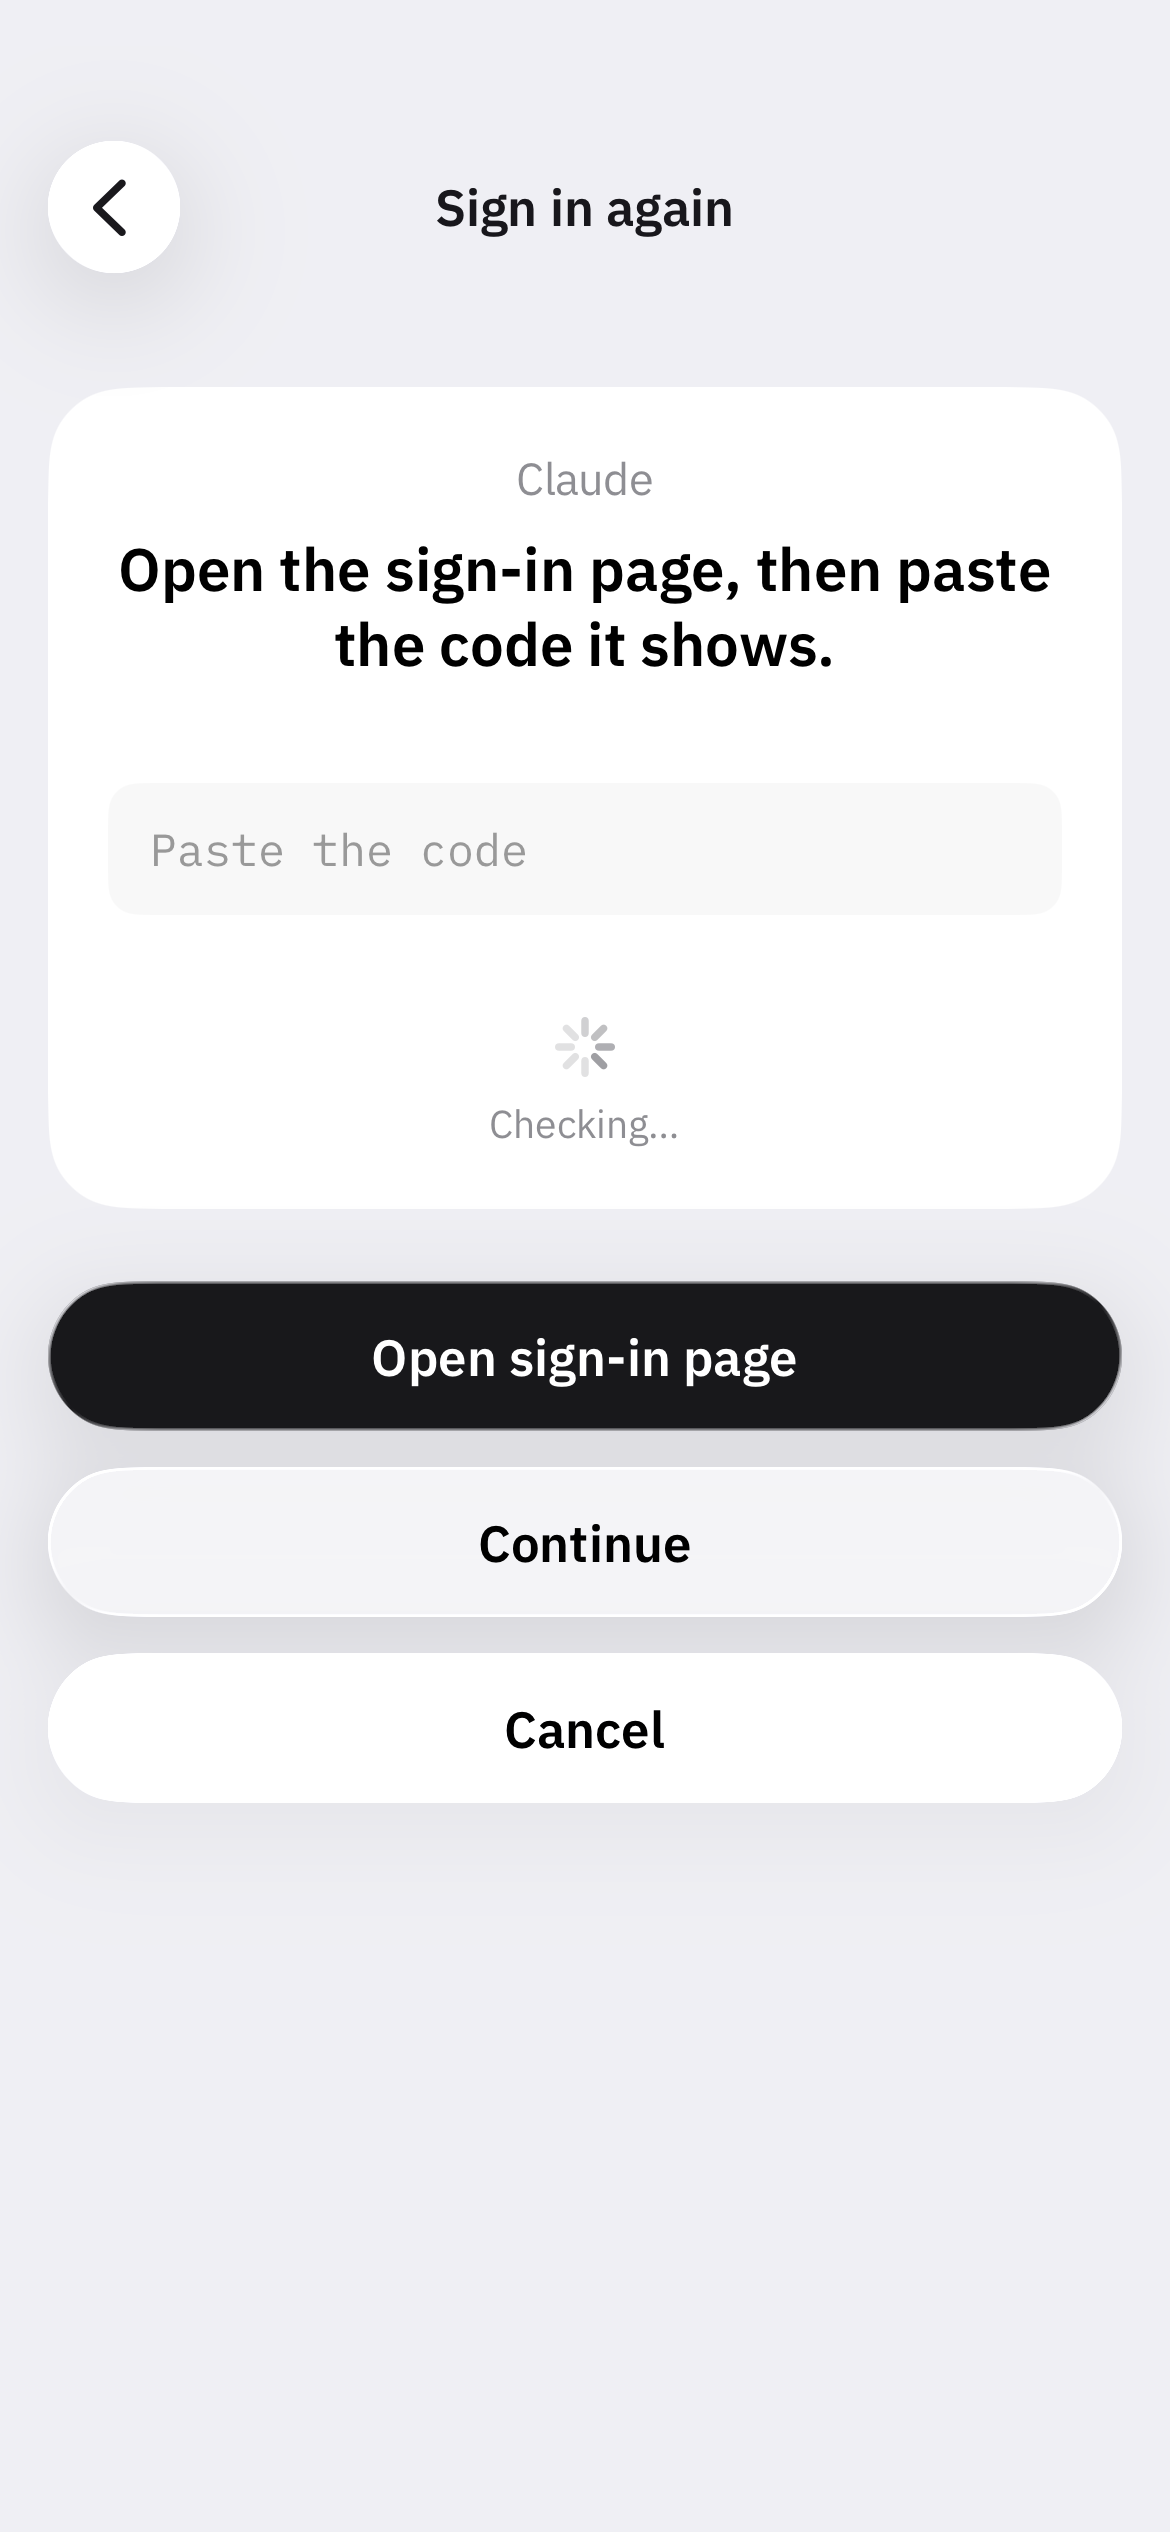 Sign in again
Claude
Open the sign-in page, then paste
the code it shows.
Paste the code
Checking...
Open sign-in page
Continue
Cancel